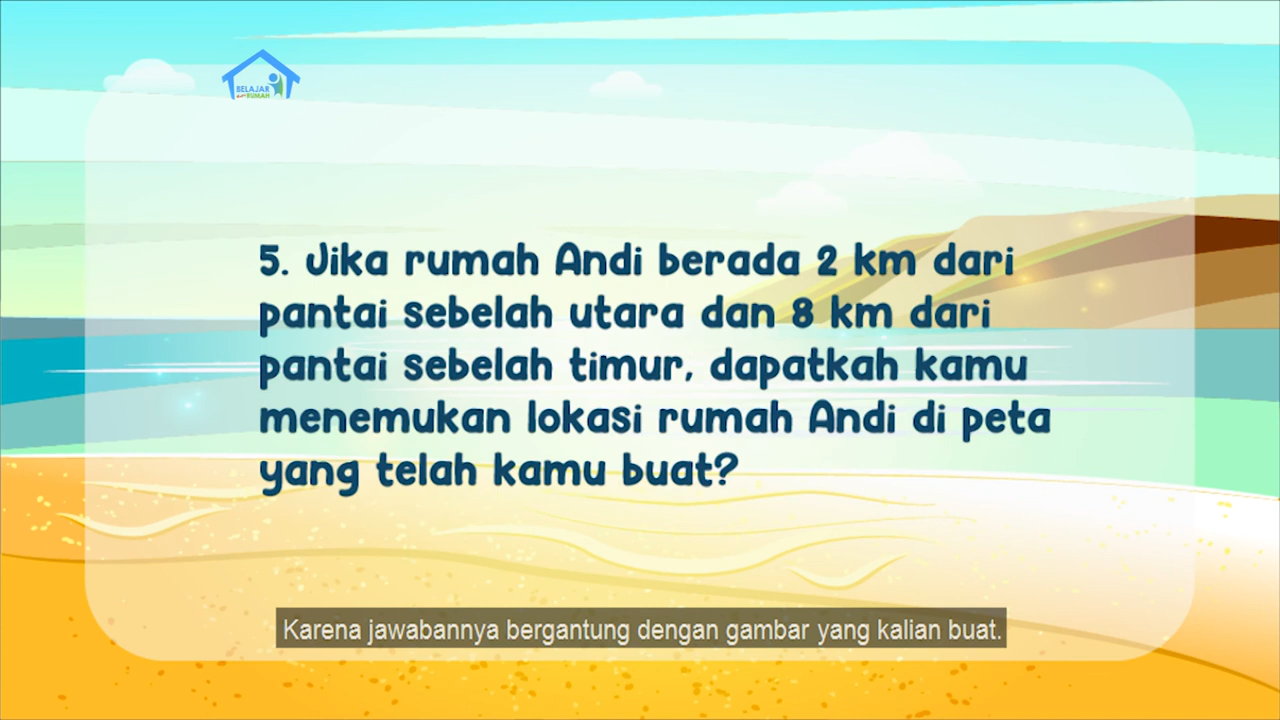 BELAJAR
RUMAH
5. Jika rumah Andi berada 2 km dari
pantai sebelah utara dan 8 km dari
pantai sebelah timur, dapatkah kamu
menemukan lokasi rumah Andi di peta
yang telah kamu buat?
Karena jawabannya bergantung dengan gambar yang kalian buat.